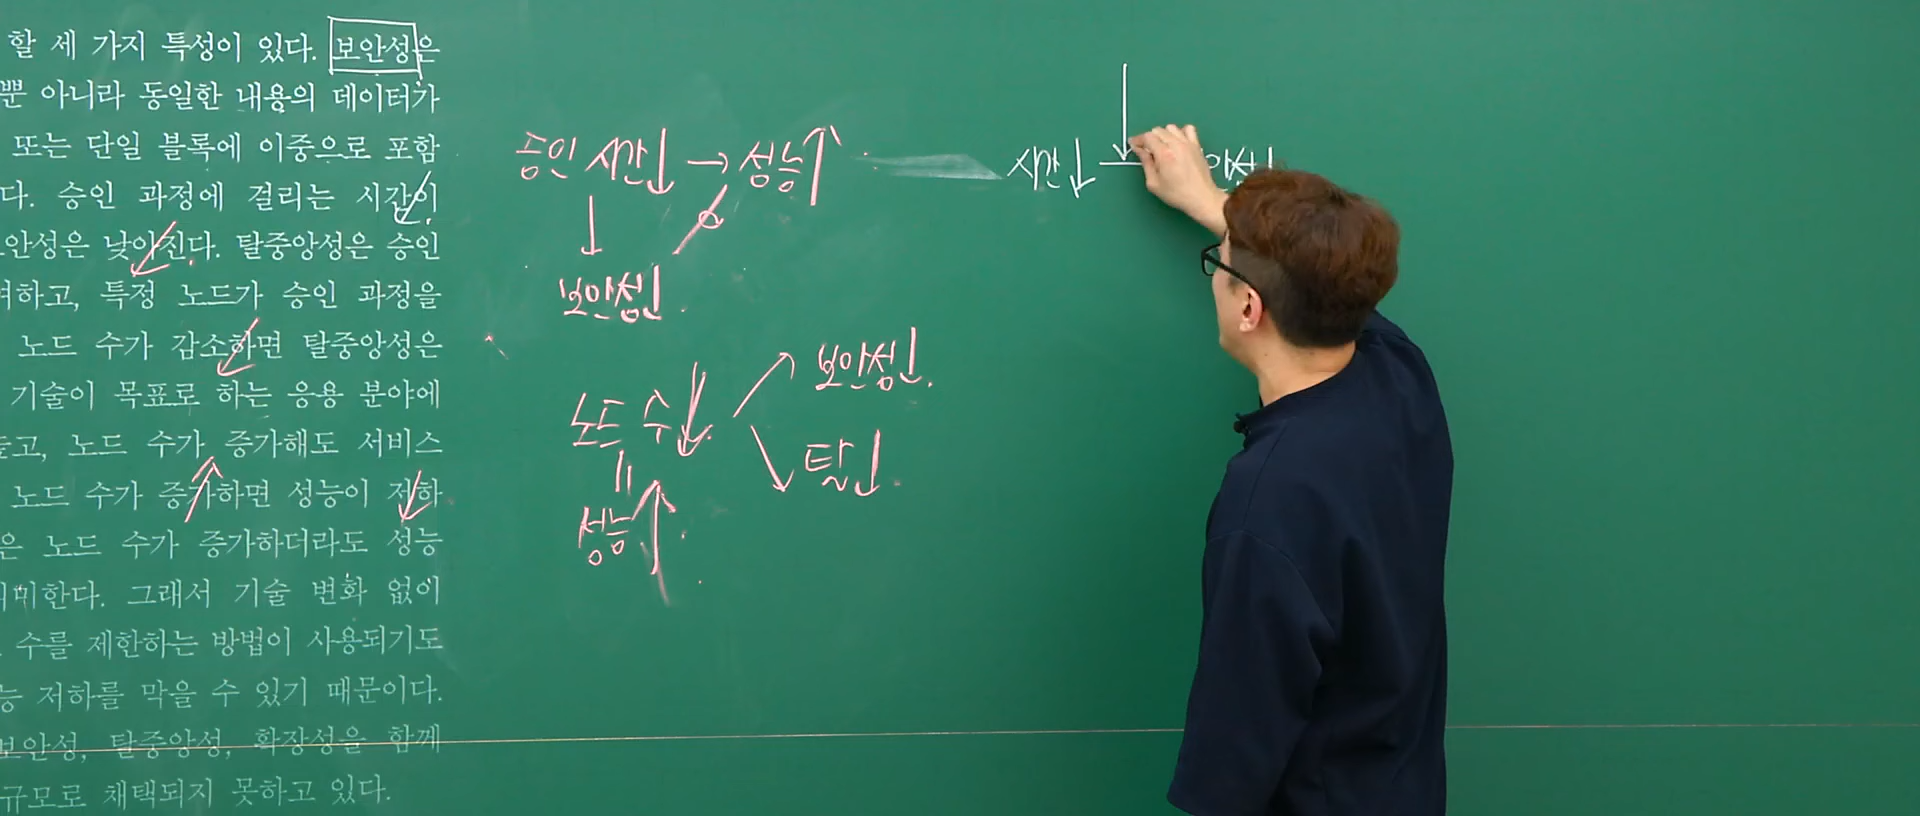 할 세 가지 특성이 있다. 보안성은
뿐 아니라 동일한 내용의 데이터가
또는 단일 블록에 이중으로 포함
다. 승인 과정에 걸리는 시간이
안성은 낮아진다. 탈중앙성은 승인
여하고, 특정 노드가 승인 과정을
노드 수가 감소하면 탈중앙성은
기술이 목표로 하는 응용 분야에
고, 노드 수가 증가해도 서비스
노드 수가 증가하면 성능이 저하
은 노드 수가 증가하더라도 성능
의미한다. 그래서 기술 변화 없이
수를 제한하는 방법이 사용되기도
능 저하를 막을 수 있기 때문이다.
보안성, 탈중앙성, 확장성을 함께
규모로 채택되지 못하고 있다.
승인 시간↓ → 성능↑
↓
보안성↓
노드 수↓
보안성↓
탈↓
성능↑
시간↓
안성↓